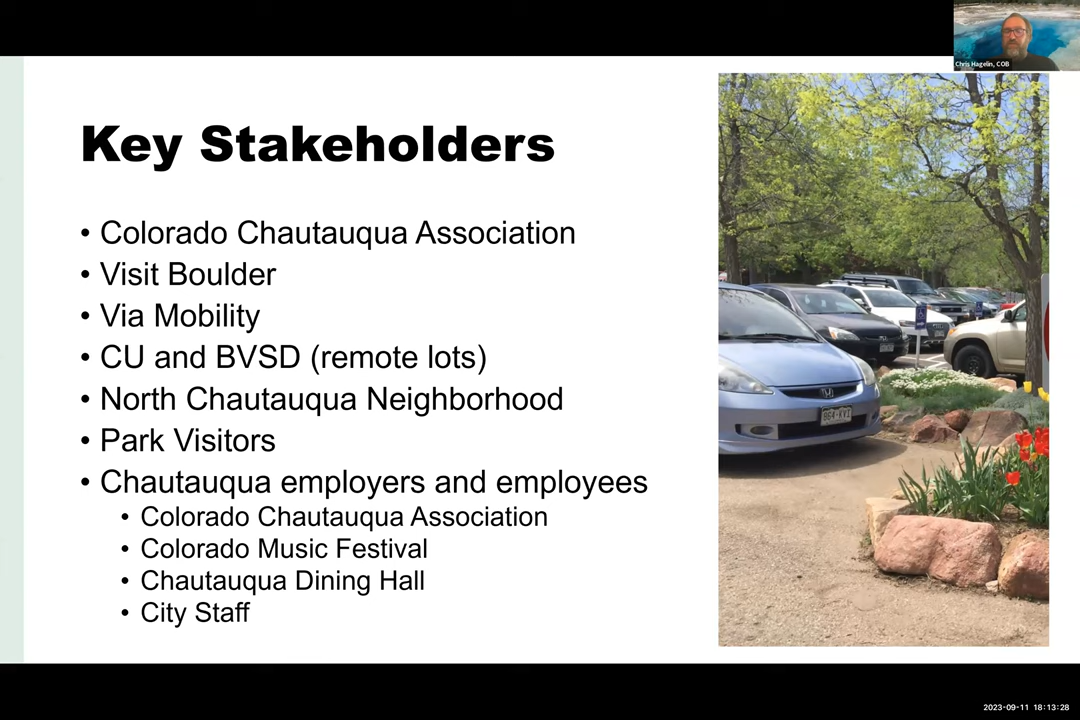 Chris Hagelin, COB
Key Stakeholders
• Colorado Chautauqua Association
• Visit Boulder
• Via Mobility
• CU and BVSD (remote lots)
• North Chautauqua Neighborhood
• Park Visitors
• Chautauqua employers and employees
• Colorado Chautauqua Association
• Colorado Music Festival
• Chautauqua Dining Hall
• City Staff
2023-09-11 18:13:28